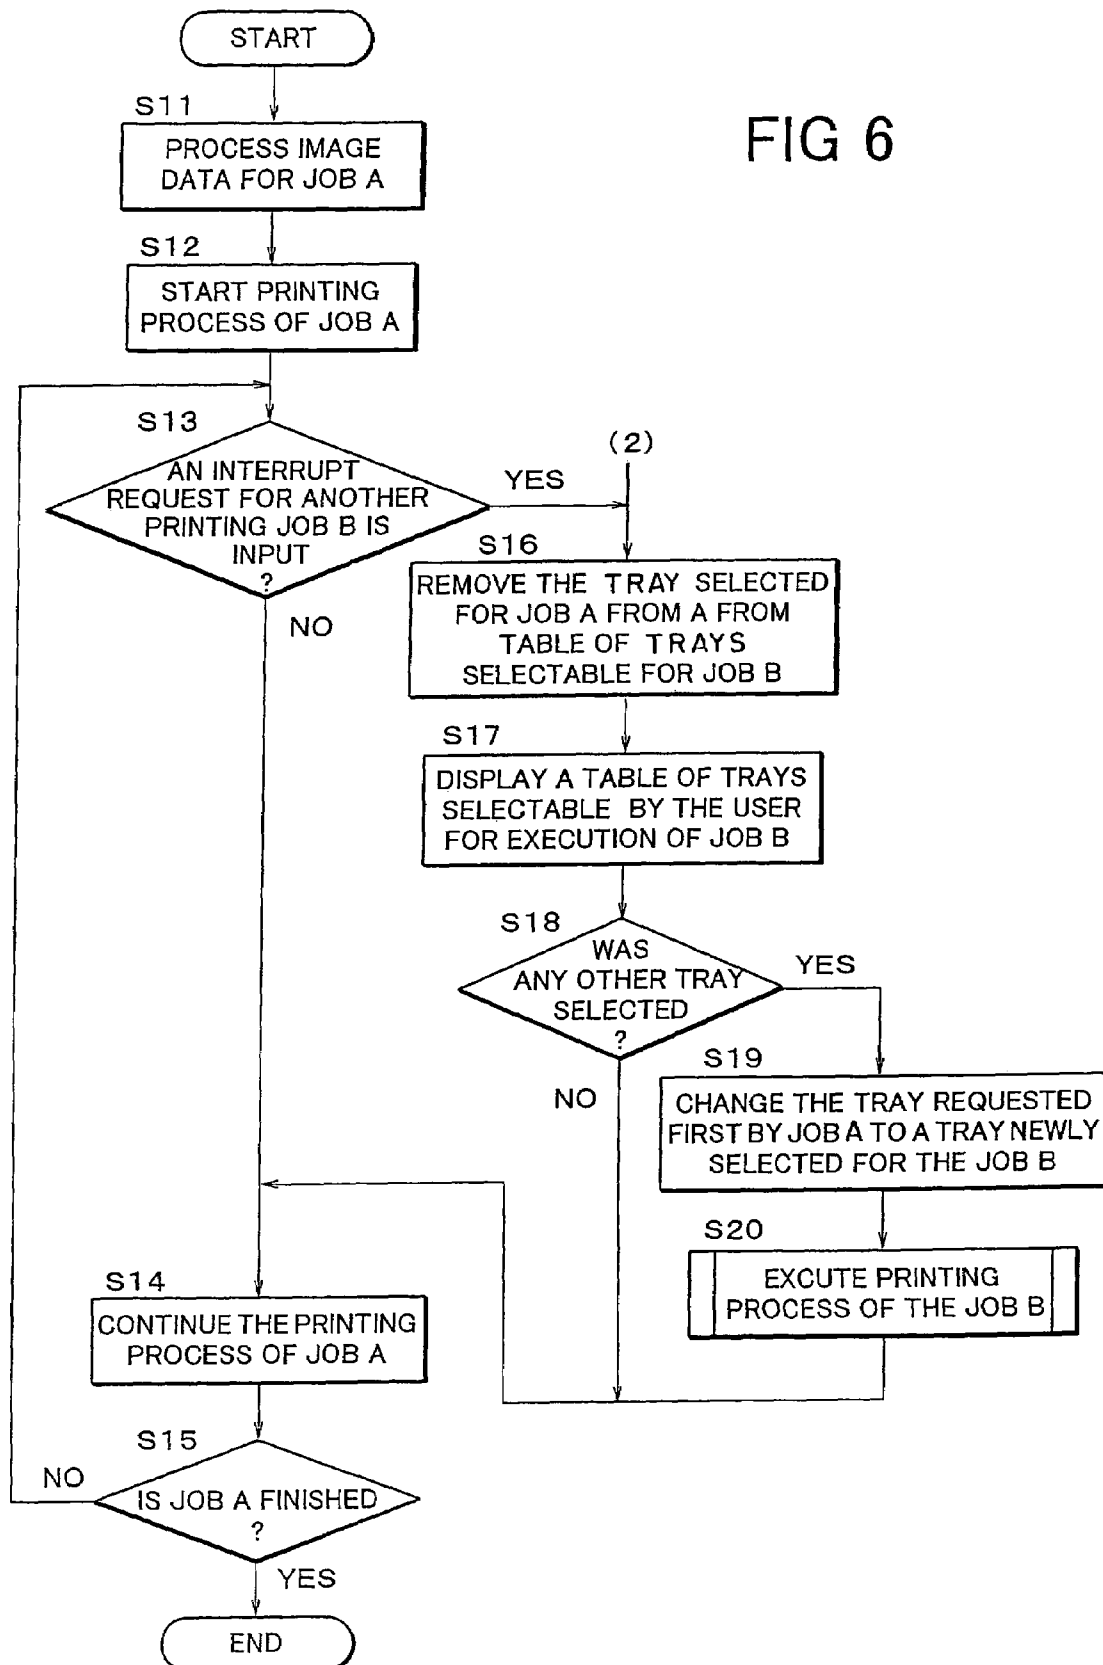 START
FIG 6
S11
PROCESS IMAGE
DATA FOR JOB A
S12
START PRINTING
PROCESS OF JOB A
S13
AN INTERRUPT
REQUEST FOR ANOTHER
PRINTING JOB B IS
INPUT
?
YES
NO
(2)
S16
REMOVE THE TRAY SELECTED
FOR JOB A FROM A FROM
TABLE OF TRAYS
SELECTABLE FOR JOB B
S17
DISPLAY A TABLE OF TRAYS
SELECTABLE BY THE USER
FOR EXECUTION OF JOB B
S18
WAS
ANY OTHER TRAY
SELECTED
?
YES
NO
S19
CHANGE THE TRAY REQUESTED
FIRST BY JOB A TO A TRAY NEWLY
SELECTED FOR THE JOB B
S20
EXCUTE PRINTING
PROCESS OF THE JOB B
S14
CONTINUE THE PRINTING
PROCESS OF JOB A
S15
NO
IS JOB A FINISHED
?
YES
END